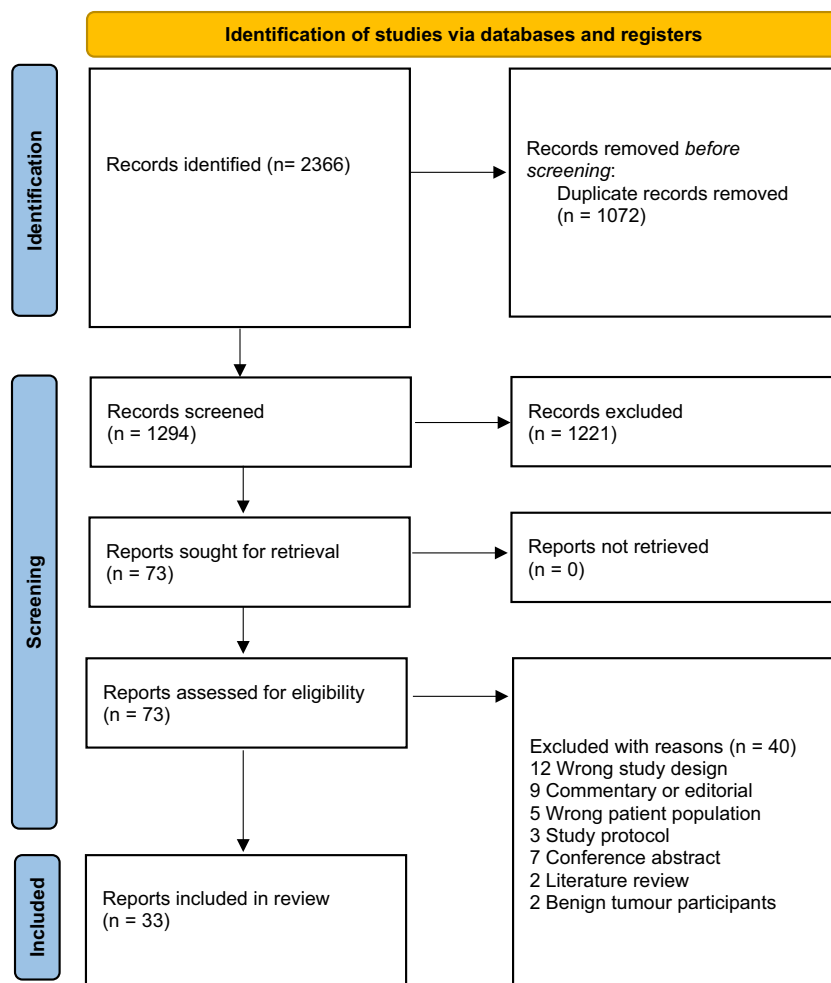 Identification of studies via databases and registers
Identification
Records identified (n= 2366)
Records removed before
screening:
Duplicate records removed
(n = 1072)
Screening
Records screened
(n = 1294)
Records excluded
(n = 1221)
Reports sought for retrieval
(n = 73)
Reports not retrieved
(n = 0)
Reports assessed for eligibility
(n = 73)
Excluded with reasons (n = 40)
12 Wrong study design
9 Commentary or editorial
5 Wrong patient population
3 Study protocol
7 Conference abstract
2 Literature review
2 Benign tumour participants
Included
Reports included in review
(n = 33)